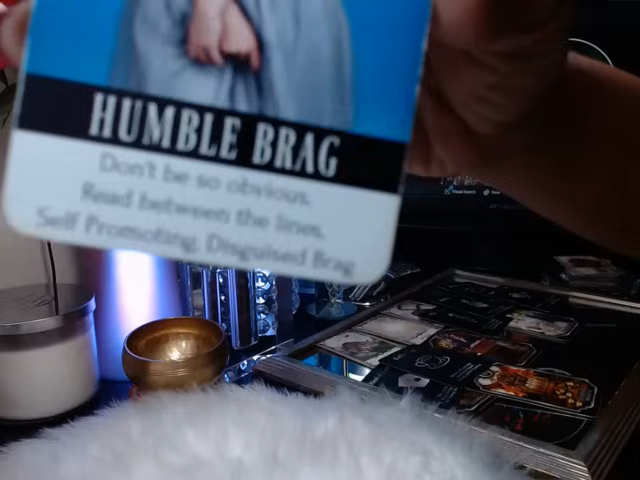 HUMBLE BRAG
Don't be so obvious.
Read between the lines.
Self Promoting, Disguised Brag